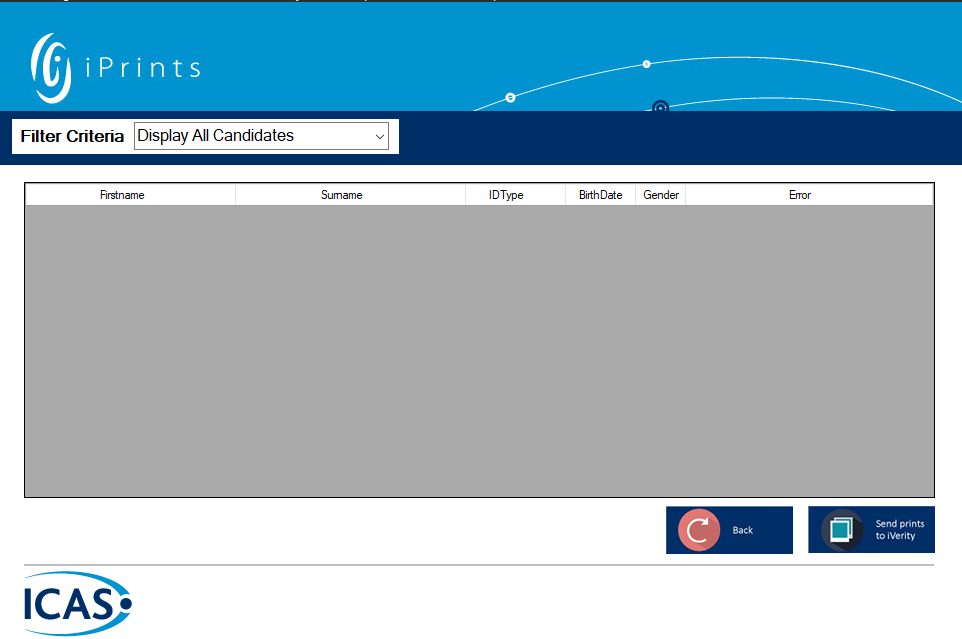 iPrints
Filter Criteria Display All Candidates
Firstname Surname IDType BirthDate Gender Error
Back
Send prints
to iVerity
ICAS